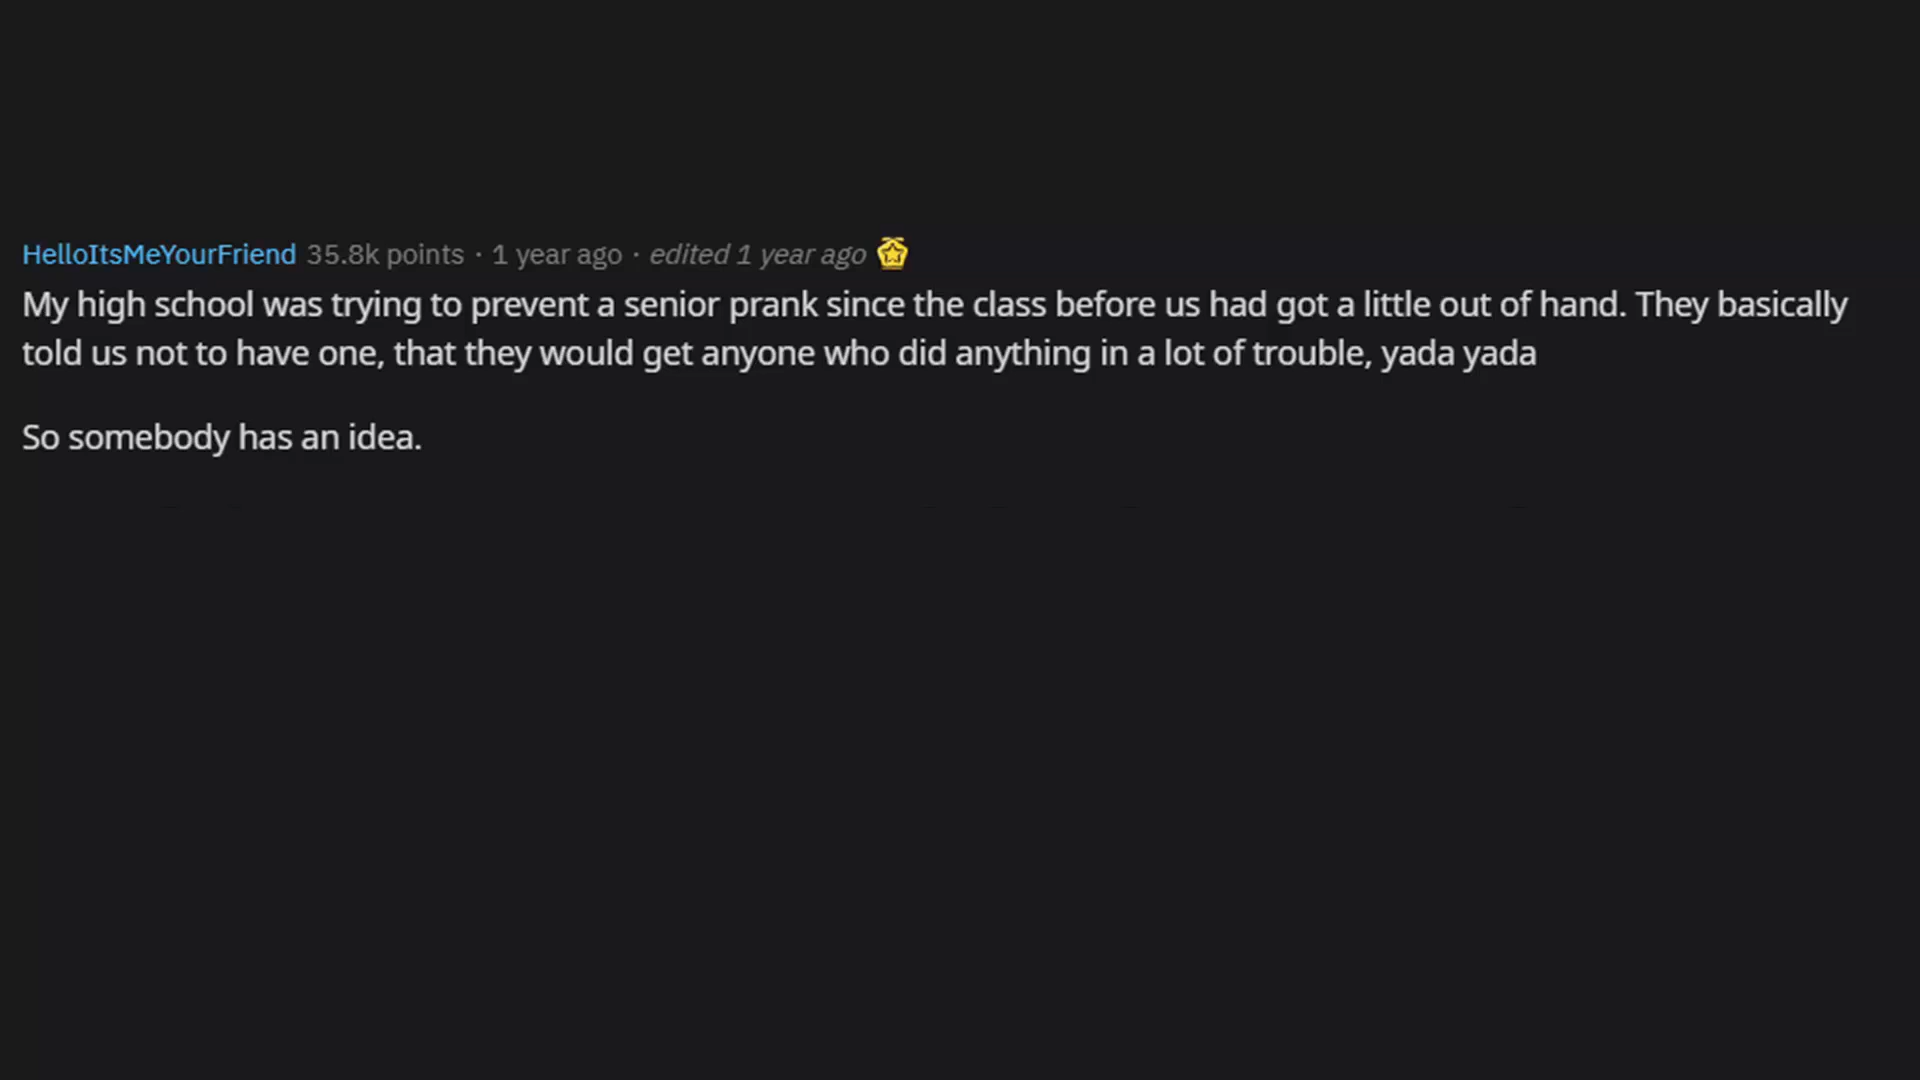 HelloItsMeYourFriend 35.8k points · 1 year ago · edited 1 year ago
My high school was trying to prevent a senior prank since the class before us had got a little out of hand. They basically
told us not to have one, that they would get anyone who did anything in a lot of trouble, yada yada
So somebody has an idea.